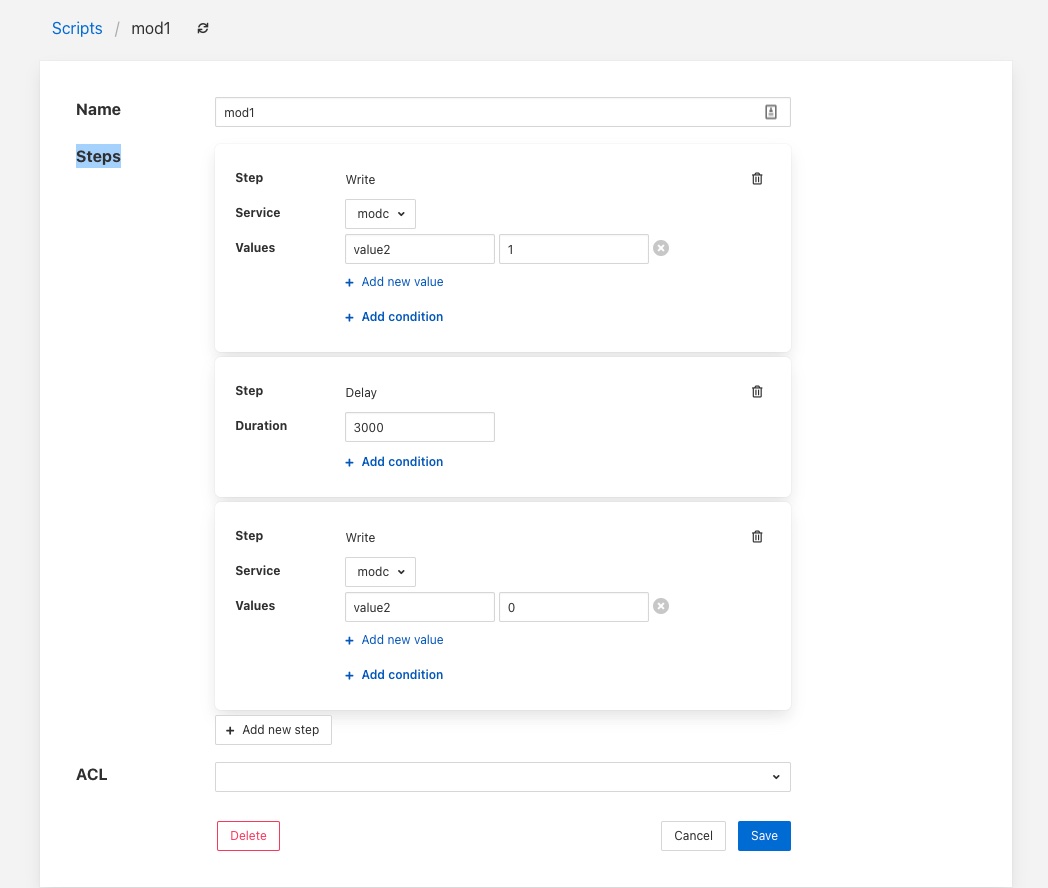 Scripts / mod1
Name
mod1
Steps
Step Write
Service modc
Values value2 1
+ Add new value
+ Add condition
Step Delay
Duration 3000
+ Add condition
Step Write
Service modc
Values value2 0
+ Add new value
+ Add condition
+ Add new step
ACL
Delete Cancel Save